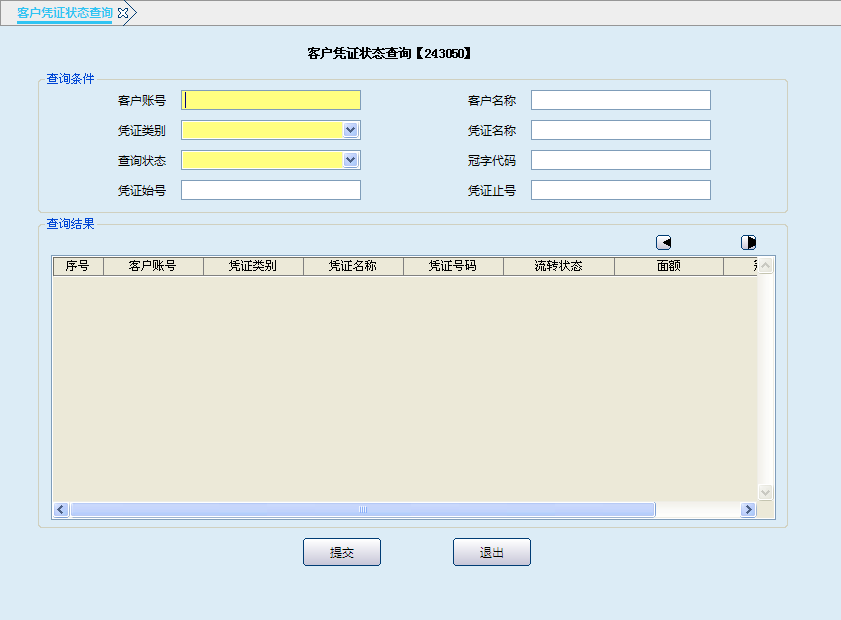 客户凭证状态查询
客户凭证状态查询【243050】
查询条件
客户账号 客户名称
凭证类别 凭证名称
查询状态 冠字代码
凭证始号 凭证止号
查询结果
序号 客户账号 凭证类别 凭证名称 凭证号码 流转状态 面额
提交 退出